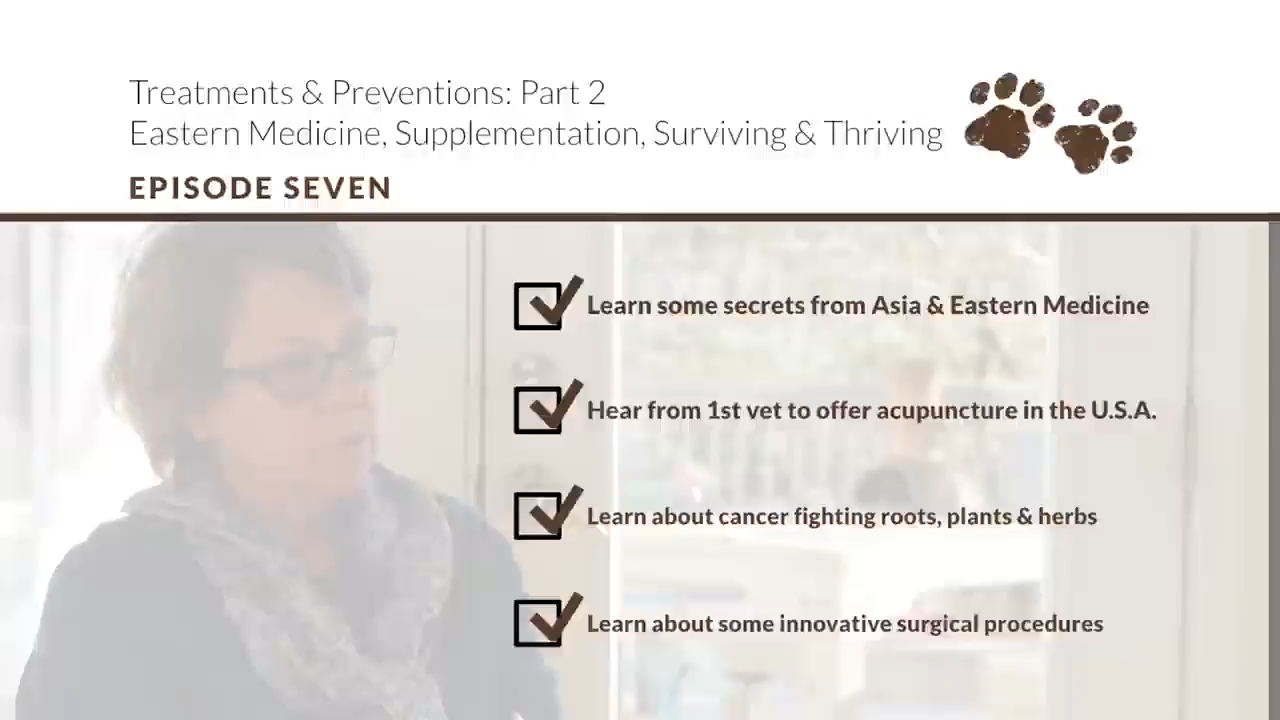 Treatments & Preventions: Part 2
Eastern Medicine, Supplementation, Surviving & Thriving
EPISODE SEVEN
Learn some secrets from Asia & Eastern Medicine
Hear from 1st vet to offer acupuncture in the U.S.A.
Learn about cancer fighting roots, plants & herbs
Learn about some innovative surgical procedures